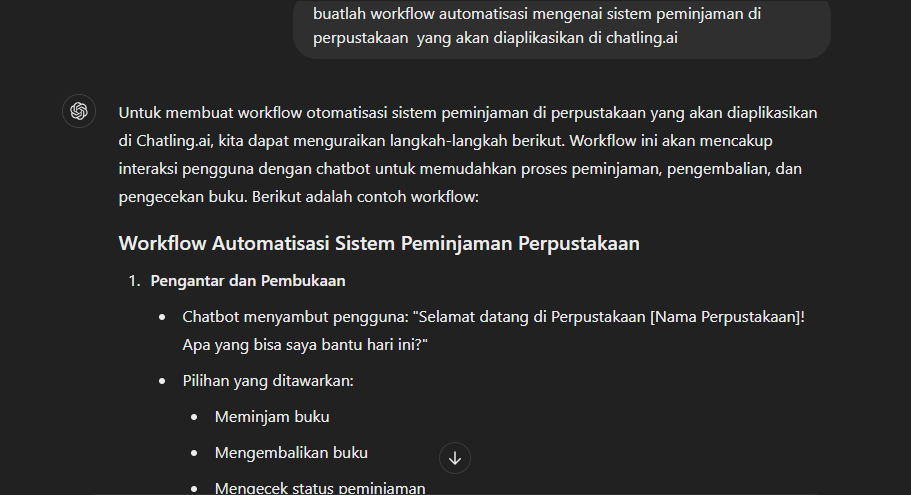 buatlah workflow automatisasi mengenai sistem peminjaman di
perpustakaan yang akan diaplikasikan di chatling.ai
Untuk membuat workflow otomatisasi sistem peminjaman di perpustakaan yang akan diaplikasikan
di Chatling.ai, kita dapat menguraikan langkah-langkah berikut. Workflow ini akan mencakup
interaksi pengguna dengan chatbot untuk memudahkan proses peminjaman, pengembalian, dan
pengecekan buku. Berikut adalah contoh workflow:
Workflow Automatisasi Sistem Peminjaman Perpustakaan
1. Pengantar dan Pembukaan
• Chatbot menyambut pengguna: "Selamat datang di Perpustakaan [Nama Perpustakaan]!
Apa yang bisa saya bantu hari ini?"
• Pilihan yang ditawarkan:
• Meminjam buku
• Mengembalikan buku
• Mengecek status peminjaman